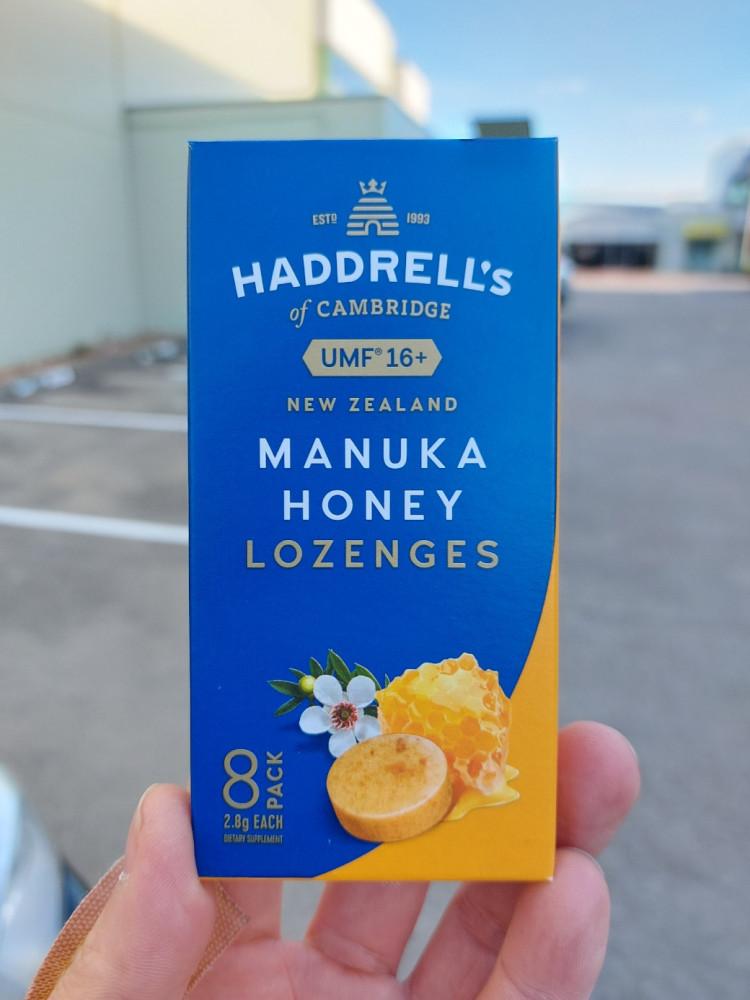 ESTD 1993
HADDRELL'S
of CAMBRIDGE
UMF® 16+
NEW ZEALAND
MANUKA
HONEY
LOZENGES
8 PACK
2.8g EACH
DIETARY SUPPLEMENT